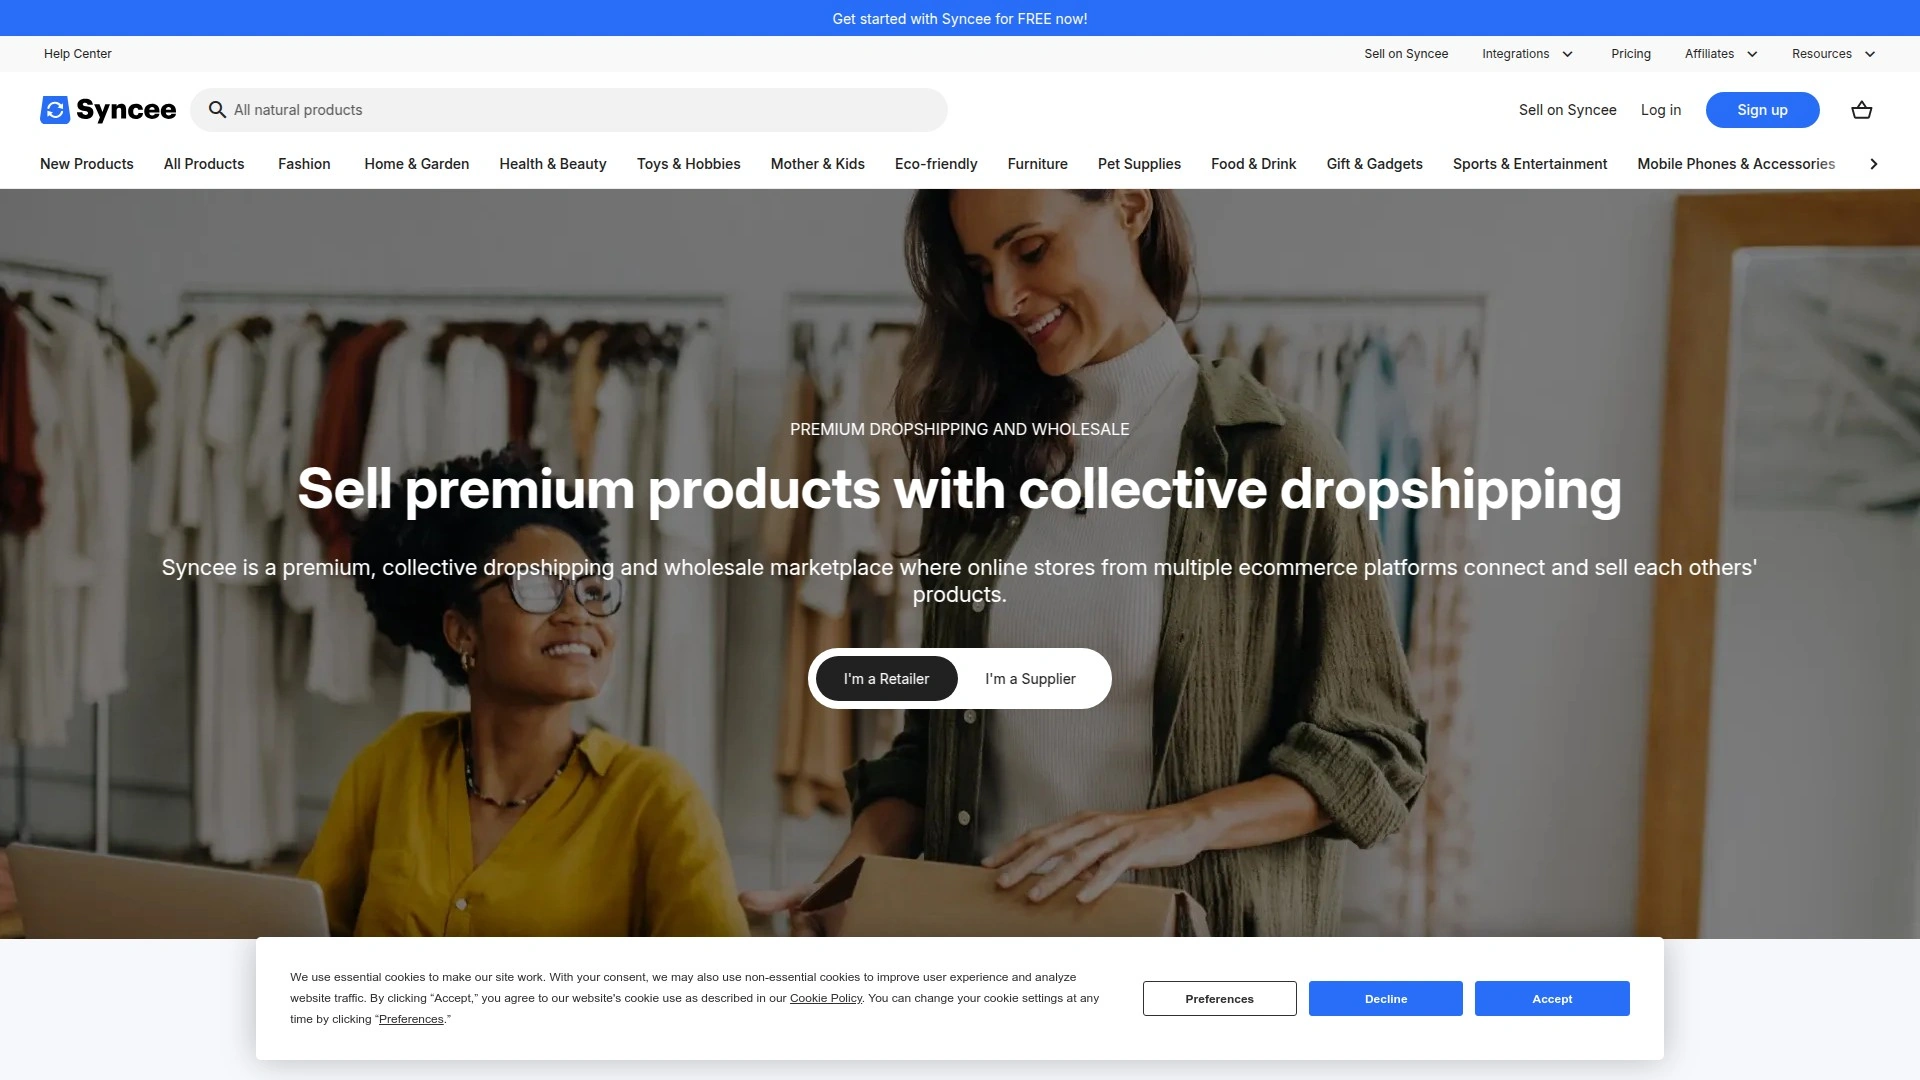 Get started with Syncee for FREE now!
Help Center
Sell on Syncee
Integrations
Pricing
Affiliates
Resources
Syncee
All natural products
Sell on Syncee
Log in
Sign up
New Products
All Products
Fashion
Home & Garden
Health & Beauty
Toys & Hobbies
Mother & Kids
Eco-friendly
Furniture
Pet Supplies
Food & Drink
Gift & Gadgets
Sports & Entertainment
Mobile Phones & Accessories
PREMIUM DROPSHIPPING AND WHOLESALE
Sell premium products with collective dropshipping
Syncee is a premium, collective dropshipping and wholesale marketplace where online stores from multiple ecommerce platforms connect and sell each others'
products.
I'm a Retailer
I'm a Supplier
We use essential cookies to make our site work. With your consent, we may also use non-essential cookies to improve user experience and analyze
website traffic. By clicking “Accept,” you agree to our website's cookie use as described in our Cookie Policy. You can change your cookie settings at any
time by clicking “Preferences.”
Preferences
Decline
Accept